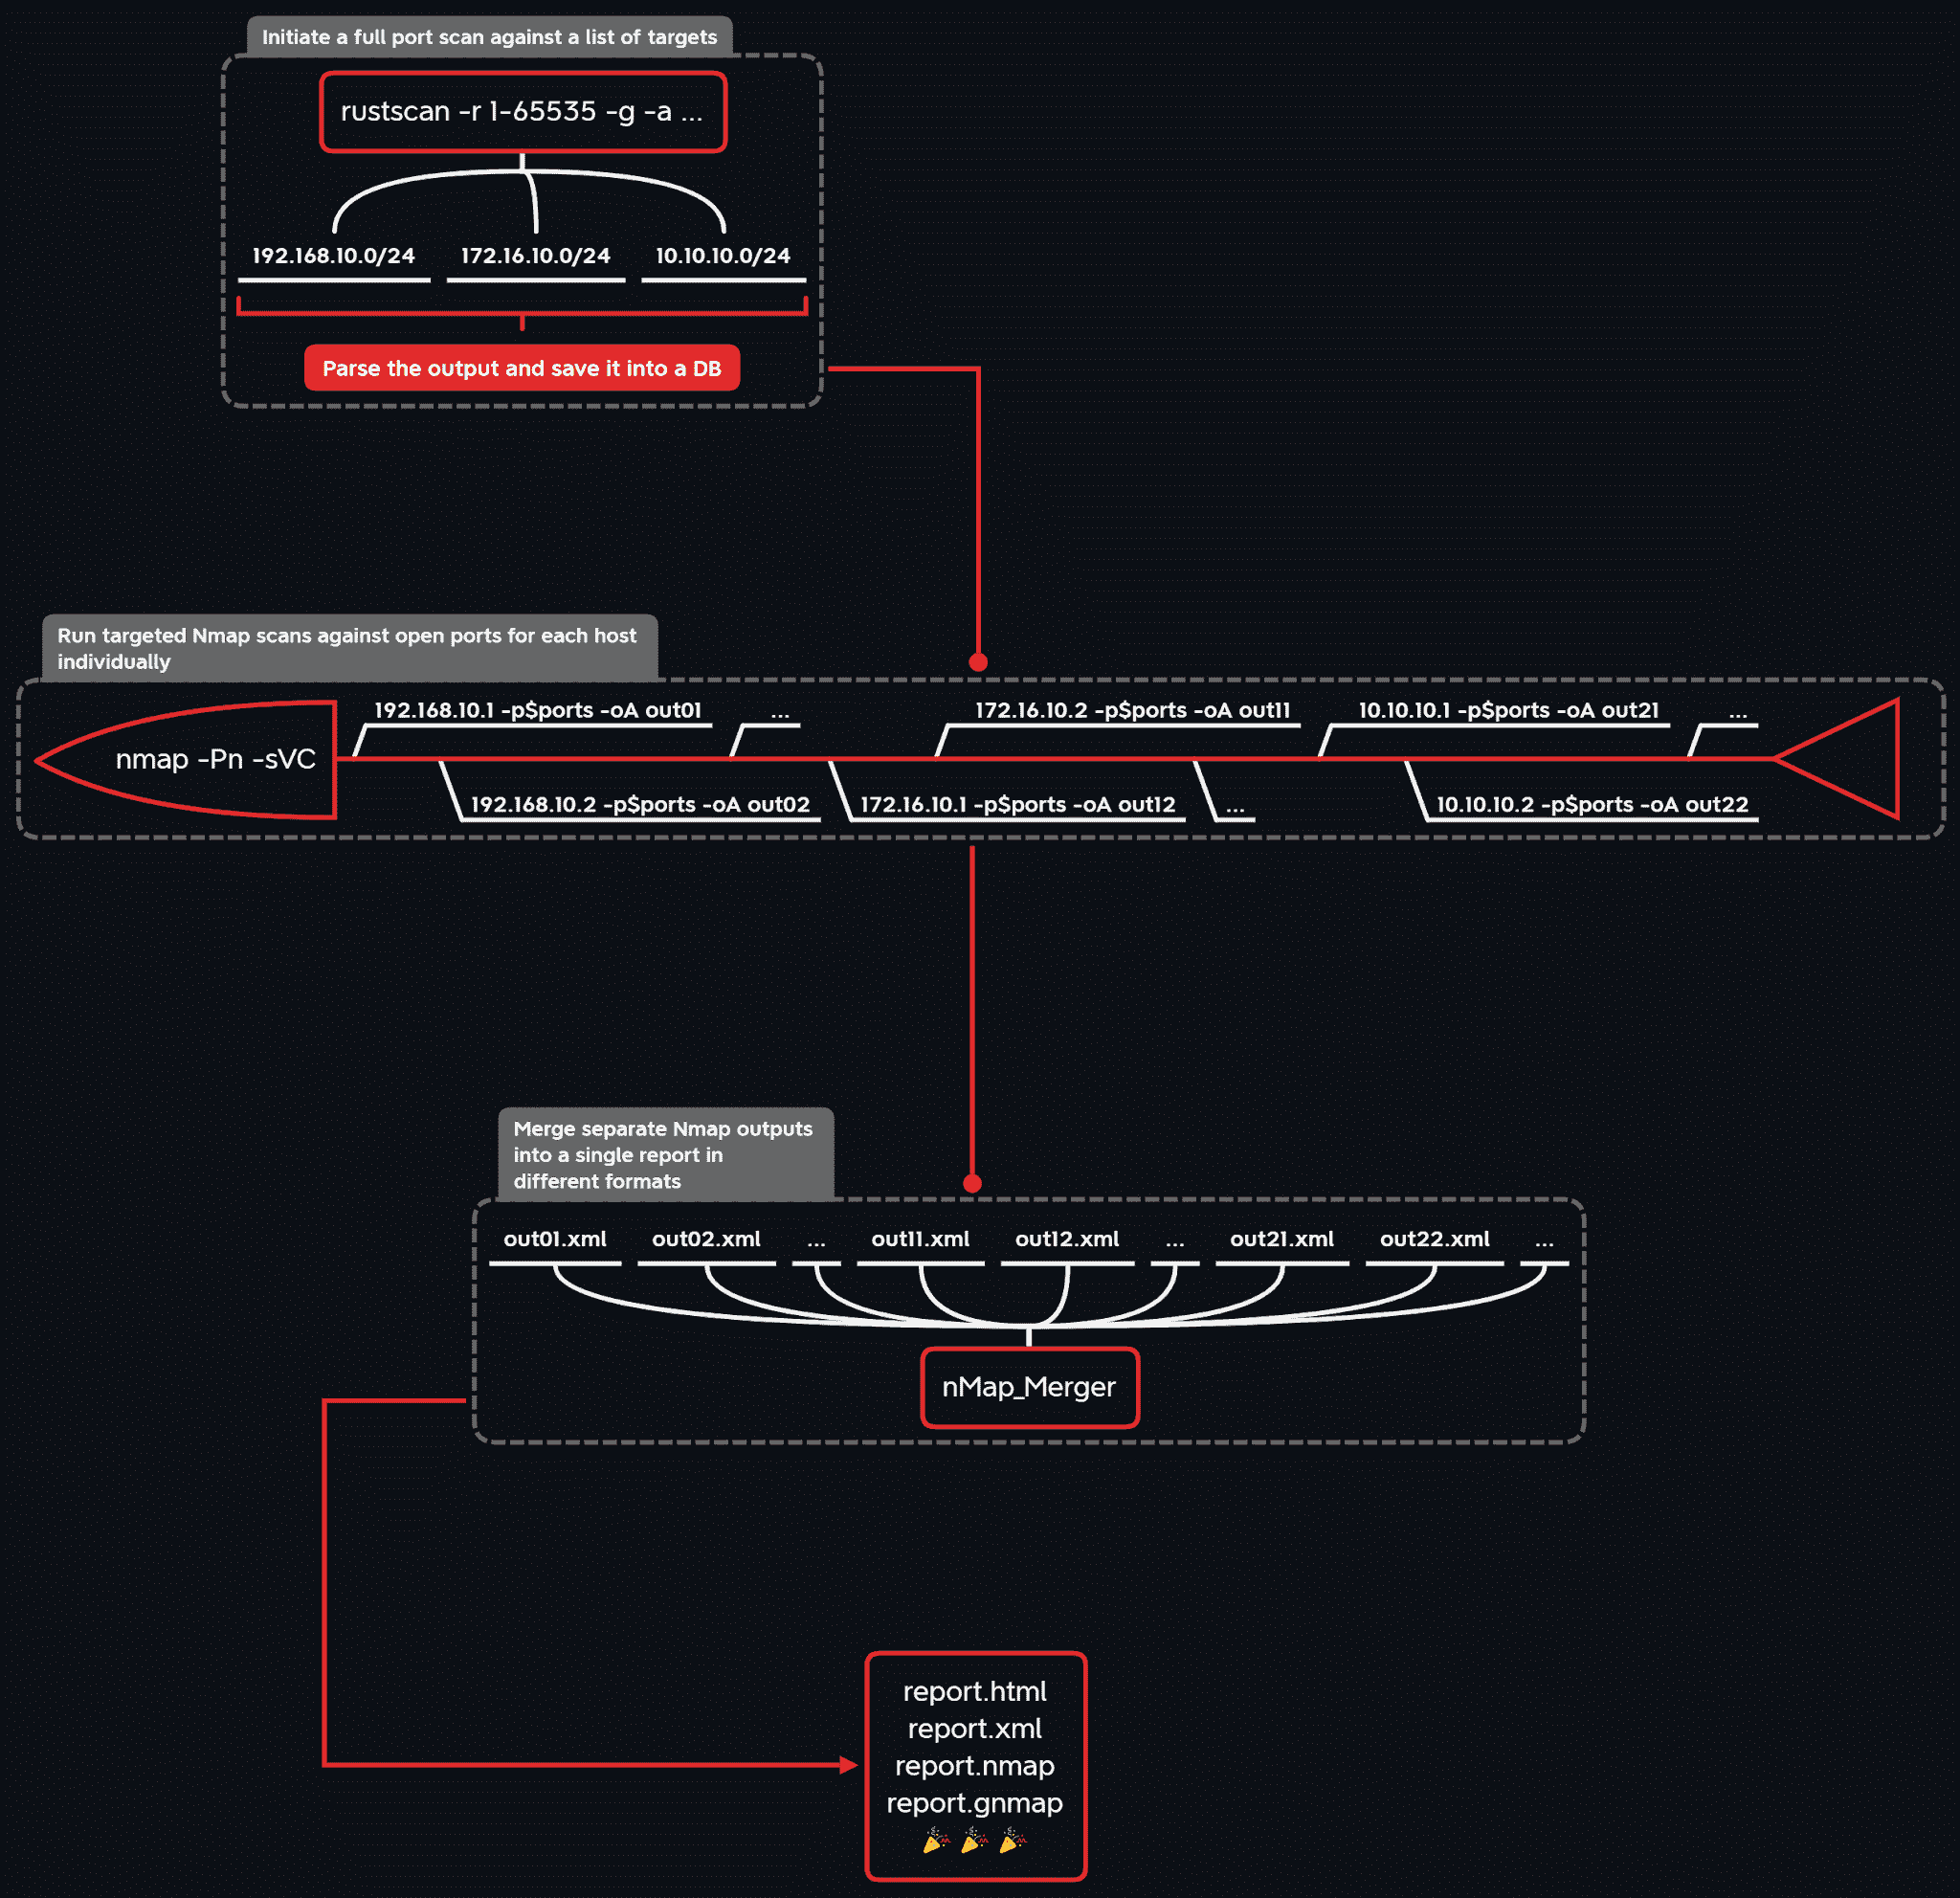 Initiate a full port scan against a list of targets
rustscan -r 1-65535 -g -a ...
192.168.10.0/24
172.16.10.0/24
10.10.10.0/24
Parse the output and save it into a DB
Run targeted Nmap scans against open ports for each host
individually
nmap -Pn -sVC
192.168.10.1 -p$ports -oA out01
...
172.16.10.2 -p$ports -oA out11
10.10.10.1 -p$ports -oA out21
...
192.168.10.2 -p$ports -oA out02
172.16.10.1 -p$ports -oA out12
...
10.10.10.2 -p$ports -oA out22
Merge separate Nmap outputs
into a single report in
different formats
out01.xml
out02.xml
...
out11.xml
out12.xml
...
out21.xml
out22.xml
...
nMap_Merger
report.html
report.xml
report.nmap
report.gnmap
🎉 🎉 🎉